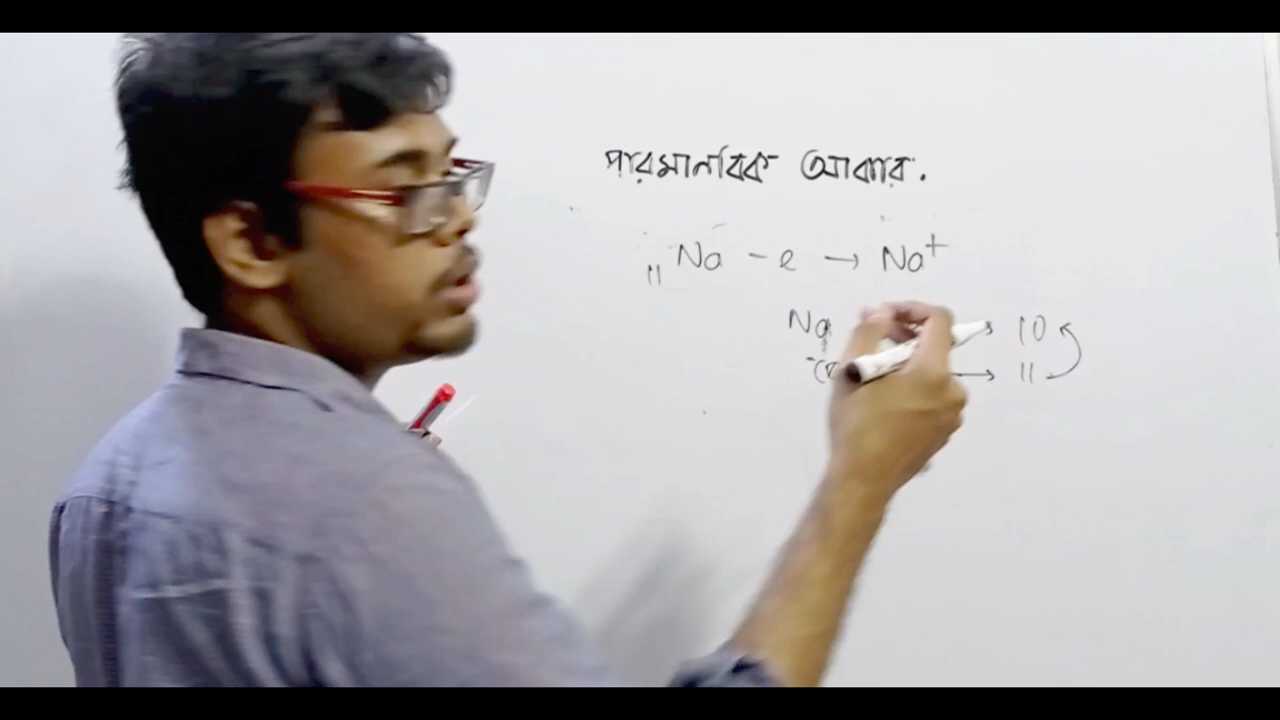 পারমানবিক আকার.
₁₁Na - e → Na⁺
Na → 10
→ 11